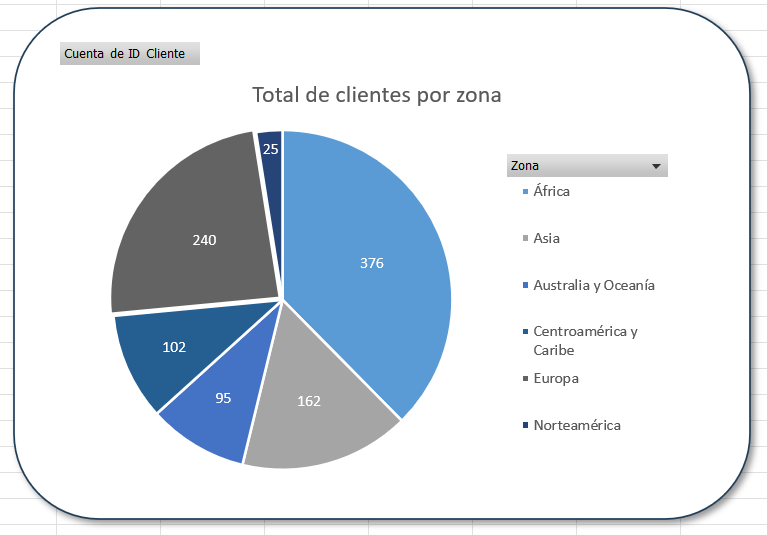 Cuenta de ID Cliente
Total de clientes por zona
25
376
240
102
95
162
Zona
África
Asia
Australia y Oceanía
Centroamérica y
Caribe
Europa
Norteamérica